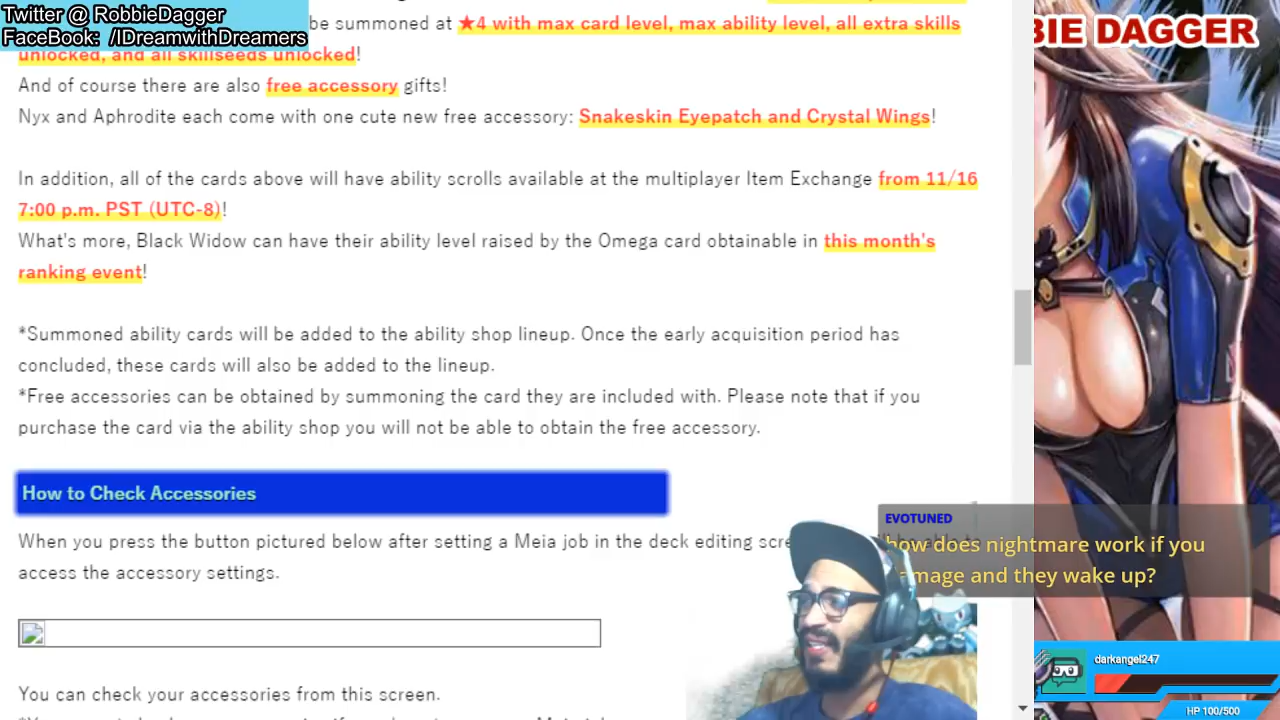 Twitter @ RobbieDagger
FaceBook: /IDreamwithDreamers
be summoned at ★4 with max card level, max ability level, all extra skills
unlocked, and all skillseeds unlocked!
And of course there are also free accessory gifts!
Nyx and Aphrodite each come with one cute new free accessory: Snakeskin Eyepatch and Crystal Wings!
In addition, all of the cards above will have ability scrolls available at the multiplayer Item Exchange from 11/16
7:00 p.m. PST (UTC-8)!
What's more, Black Widow can have their ability level raised by the Omega card obtainable in this month's
ranking event!
*Summoned ability cards will be added to the ability shop lineup. Once the early acquisition period has
concluded, these cards will also be added to the lineup.
*Free accessories can be obtained by summoning the card they are included with. Please note that if you
purchase the card via the ability shop you will not be able to obtain the free accessory.
How to Check Accessories
When you press the button pictured below after setting a Meia job in the deck editing
access the accessory settings.
You can check your accessories from this screen.
BIE DAGGER
EVOTUNED
how does nightmare work if you
and they wake up?
darkangel247
HP 100/500